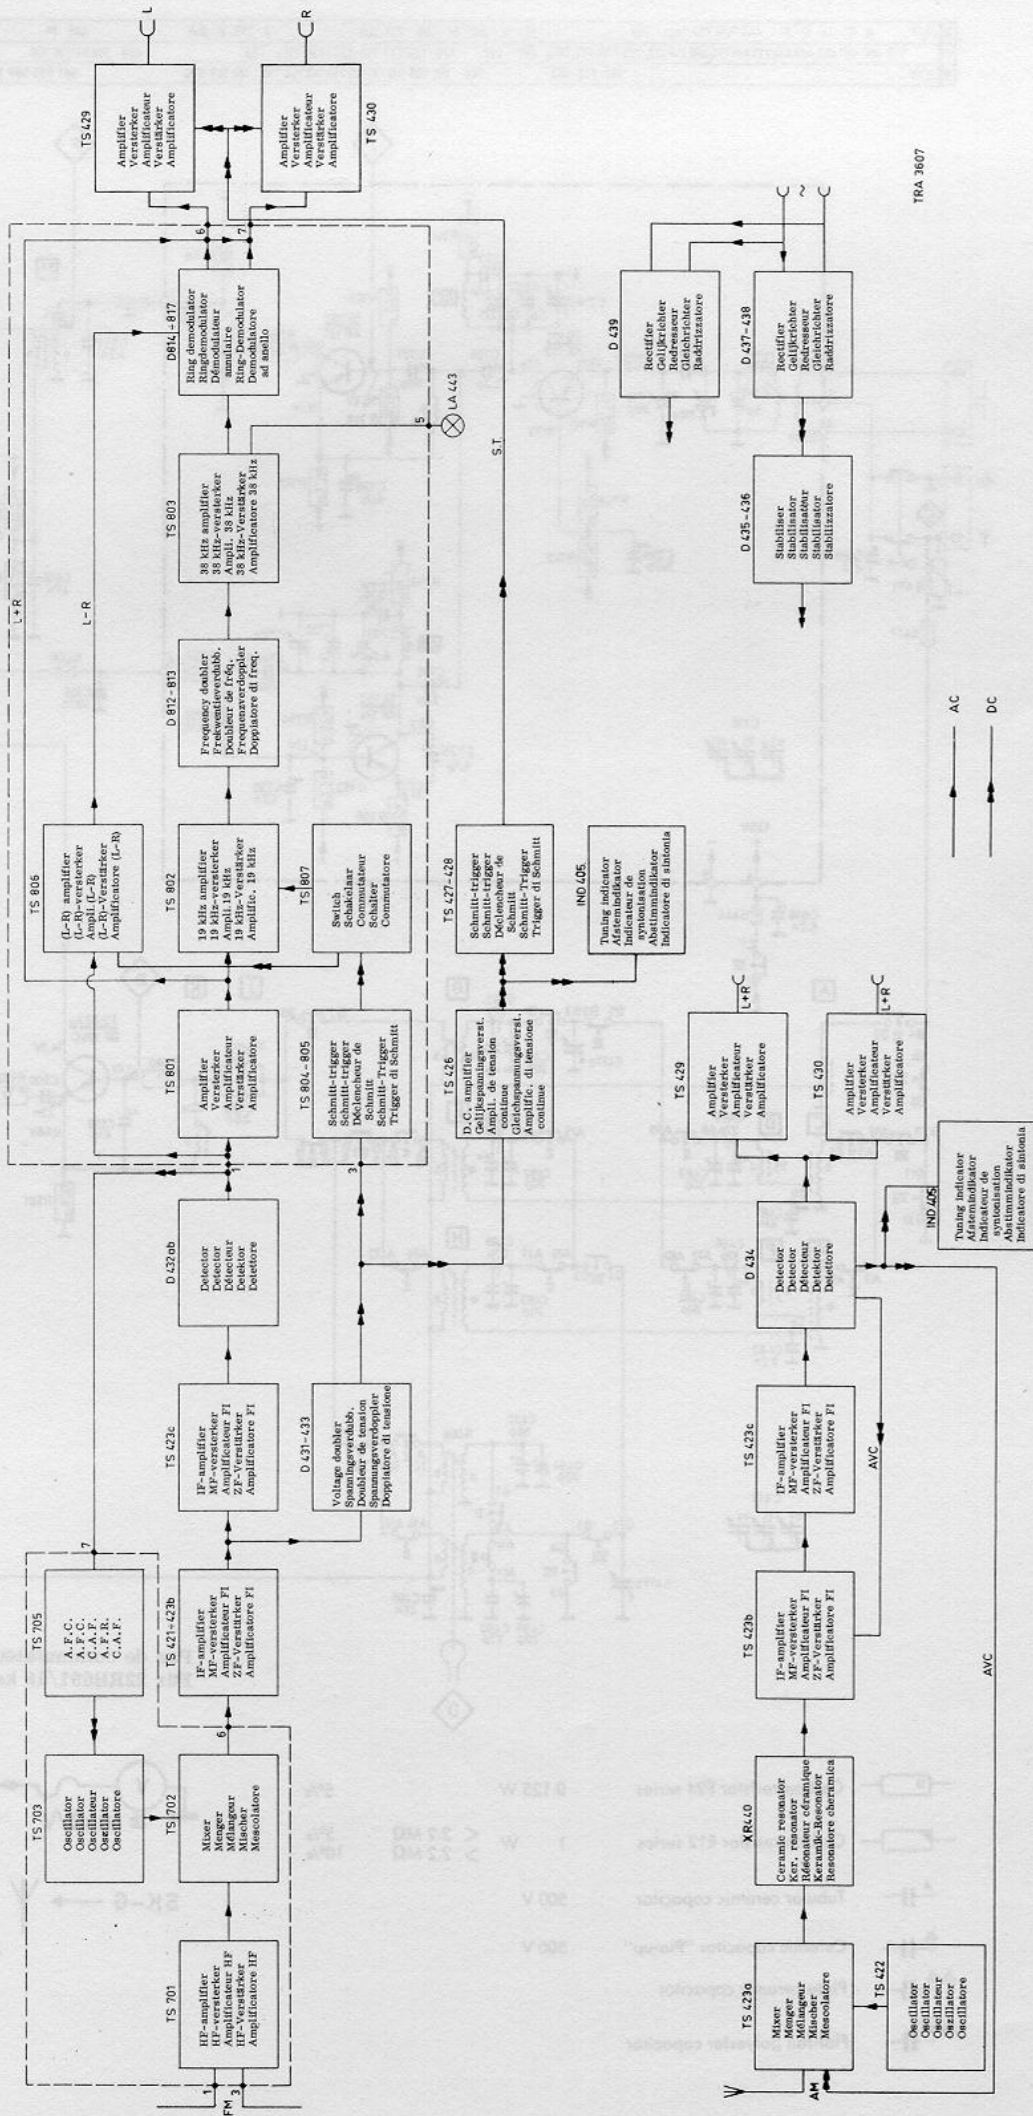 TS 703
Oscillator
Oscillator
Oscillateur
Oszillator
Oscillatore
TS 705
A.F.C.
A.F.C.
C.A.F.
A.F.R.
C.A.F.
7
FM
1
3
TS 701
HF-amplifier
HF-versterker
Amplificateur HF
HF-Verstärker
Amplificatore HF
TS 702
Mixer
Menger
Mélangeur
Mischer
Mescolatore
6
TS 421-423b
IF-amplifier
MF-versterker
Amplificateur FI
ZF-Verstärker
Amplificatore FI
TS 423c
IF-amplifier
MF-versterker
Amplificateur FI
ZF-Verstärker
Amplificatore FI
D 432ab
Detector
Detector
Détecteur
Detektor
Detettore
1
D 431-433
Voltage doubler
Spanningsverdubb.
Doubleur de tension
Spannungsverdoppler
Doppiatore di tensione
3
TS 801
Amplifier
Versterker
Amplificateur
Verstärker
Amplificatore
TS 804-805
Schmitt-trigger
Schmitt-trigger
Déclencheur de
Schmitt
Schmitt-Trigger
Trigger di Schmitt
TS 806
(L-R) amplifier
(L-R)-versterker
Ampli. (L-R)
(L-R)-Verstärker
Amplificatore (L-R)
TS 802
19 kHz amplifier
19 kHz-versterker
Ampli. 19 kHz
19 kHz-Verstärker
Amplific. 19 kHz
TS 807
Switch
Schakelaar
Commutateur
Schalter
Commutatore
D 812-813
Frequency doubler
Frekwentieverdubb.
Doubleur de fréq.
Frequenzverdoppler
Doppiatore di freq.
TS 803
38 kHz amplifier
38 kHz-versterker
Ampli. 38 kHz
38 kHz-Verstärker
Amplificatore 38 kHz
L+R
L-R
D814-817
Ring demodulator
Ringdemodulator
Démodulateur
annulaire
Ring-Demodulator
Demodulatore
ad anello
5
LA 443
6
7
TS 429
Amplifier
Versterker
Amplificateur
Verstärker
Amplificatore
L
TS 430
Amplifier
Versterker
Amplificateur
Verstärker
Amplificatore
R
TS 426
D.C. amplifier
Gelijkspanningsverst.
Ampli. de tension
continue
Gleichspannungsverst.
Amplific. di tensione
continue
TS 427-428
Schmitt-trigger
Schmitt-trigger
Déclencheur de
Schmitt
Schmitt-Trigger
Trigger di Schmitt
S.T.
IND 405
Tuning indicator
Afstemindikator
Indicateur de
syntonisation
Abstimmindikator
Indicatore di sintonia
AM
TS 423a
Mixer
Menger
Mélangeur
Mischer
Mescolatore
TS 422
Oscillator
Oscillator
Oscillateur
Oszillator
Oscillatore
XR440
Ceramic resonator
Ker. resonator
Résonateur céramique
Keramik-Resonator
Resonatore cheramica
TS 423b
IF-amplifier
MF-versterker
Amplificateur FI
ZF-Verstärker
Amplificatore FI
TS 423c
IF-amplifier
MF-versterker
Amplificateur FI
ZF-Verstärker
Amplificatore FI
AVC
AVC
D 434
Detector
Detector
Détecteur
Detektor
Detettore
TS 429
Amplifier
Versterker
Amplificateur
Verstärker
Amplificatore
L+R
TS 430
Amplifier
Versterker
Amplificateur
Verstärker
Amplificatore
L+R
IND 405
Tuning indicator
Afstemindikator
Indicateur de
syntonisation
Abstimmindikator
Indicatore di sintonia
D 439
Rectifier
Gelijkrichter
Redresseur
Gleichrichter
Raddrizzatore
D 437-438
Rectifier
Gelijkrichter
Redresseur
Gleichrichter
Raddrizzatore
~
D 435-436
Stabiliser
Stabilisator
Stabilisateur
Stabilisator
Stabilizzatore
AC
DC
TRA 3607